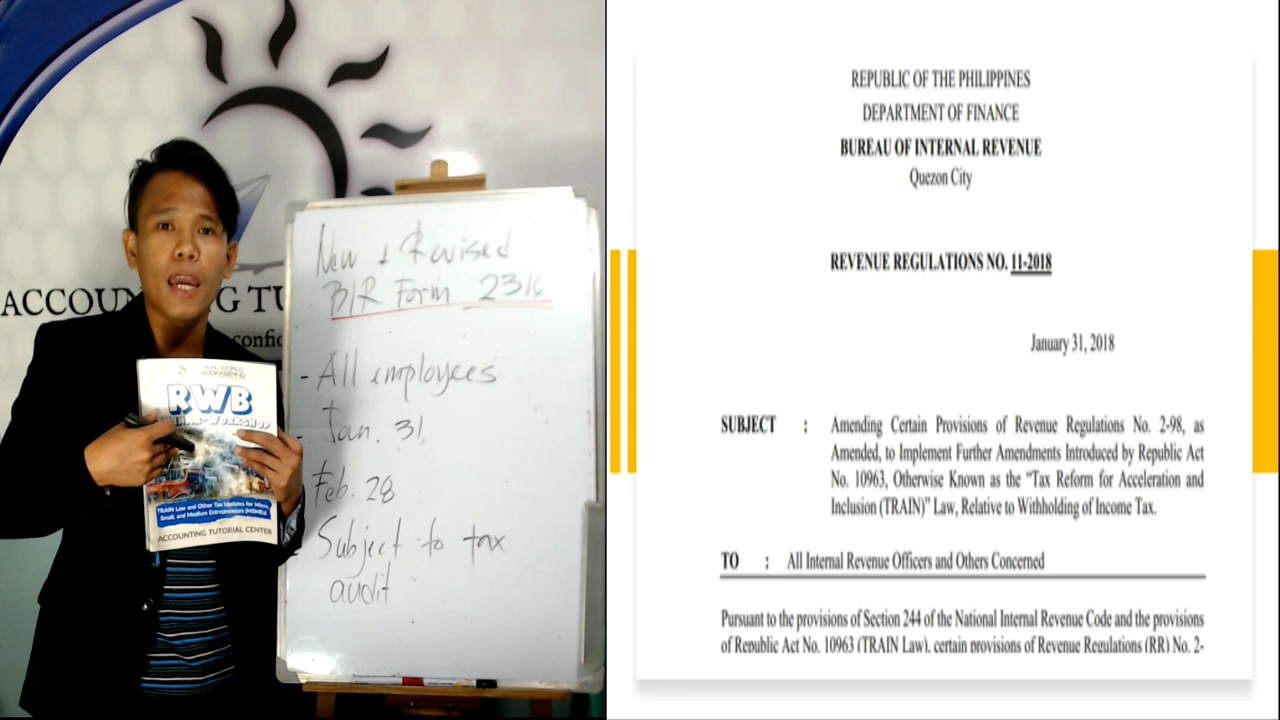 ACCOUN G TU
confid
New & Revised
BIR Form 2316
- All employees
- Jan. 31,
Feb. 28
Subject to tax
audit
REAL WORLD
BOOKKEEPING
RWB
WORKSHOP
TRAIN Law and Other Tax Updates for Micro,
Small, and Medium Entrepreneurs (MSMEs)
ACCOUNTING TUTORIAL CENTER
REPUBLIC OF THE PHILIPPINES
DEPARTMENT OF FINANCE
BUREAU OF INTERNAL REVENUE
Quezon City
REVENUE REGULATIONS NO. 11-2018
January 31, 2018
SUBJECT : Amending Certain Provisions of Revenue Regulations No. 2-98, as
Amended, to Implement Further Amendments Introduced by Republic Act
No. 10963, Otherwise Known as the “Tax Reform for Acceleration and
Inclusion (TRAIN)” Law, Relative to Withholding of Income Tax.
TO : All Internal Revenue Officers and Others Concerned
Pursuant to the provisions of Section 244 of the National Internal Revenue Code and the provisions
of Republic Act No. 10963 (TRAIN Law), certain provisions of Revenue Regulations (RR) No. 2-